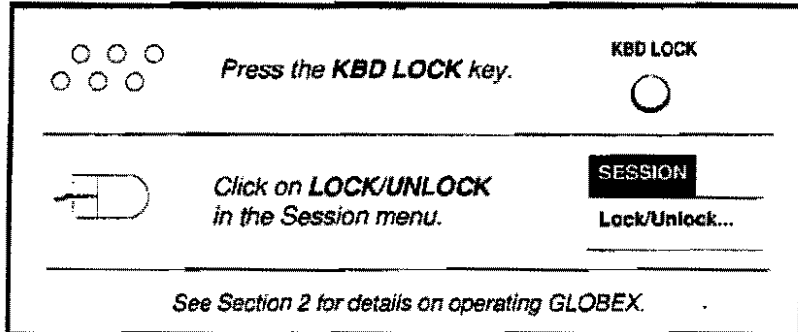 KBD LOCK
Press the KBD LOCK key.
SESSION
Click on LOCK/UNLOCK
in the Session menu.
Lock/Unlock...
See Section 2 for details on operating GLOBEX.